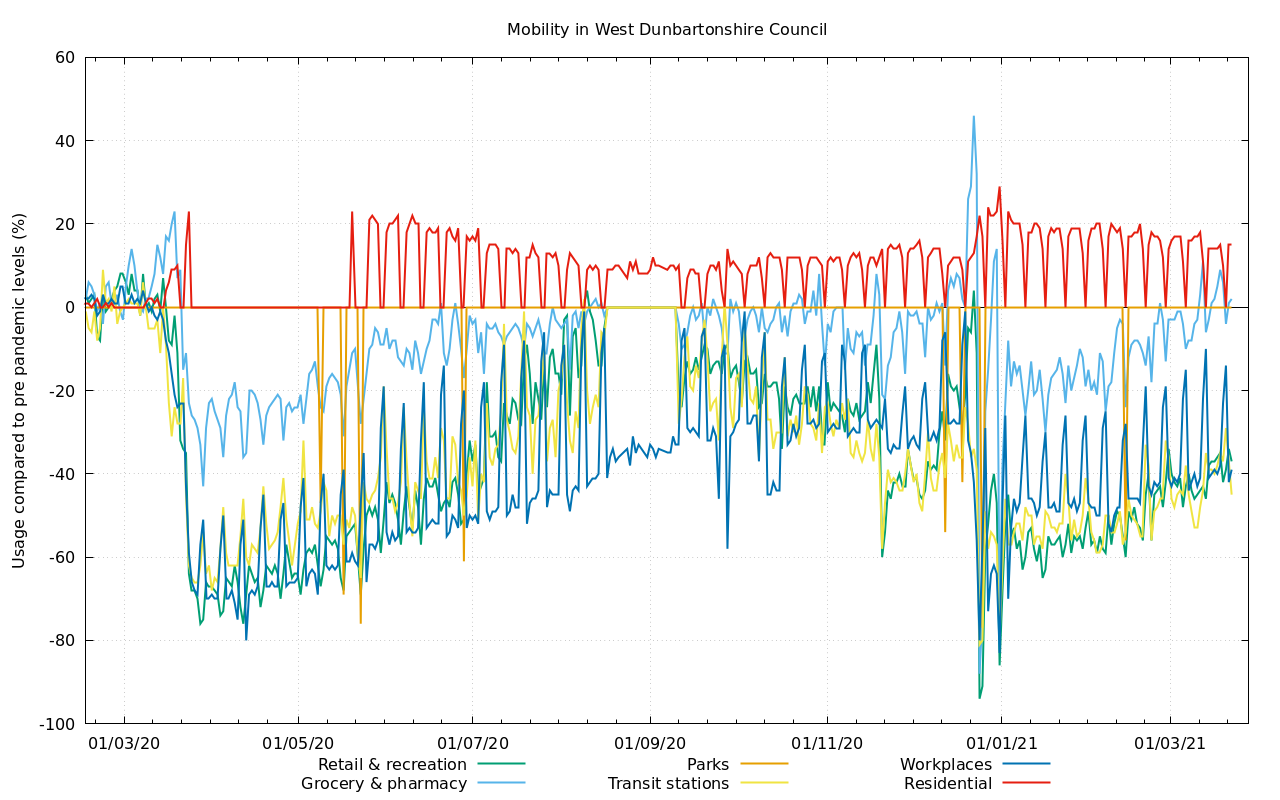 Mobility in West Dunbartonshire Council
Usage compared to pre pandemic levels (%)
60
40
20
0
-20
-40
-60
-80
-100
01/03/20 01/05/20 01/07/20 01/09/20 01/11/20 01/01/21 01/03/21
Retail & recreation Parks Workplaces
Grocery & pharmacy Transit stations Residential